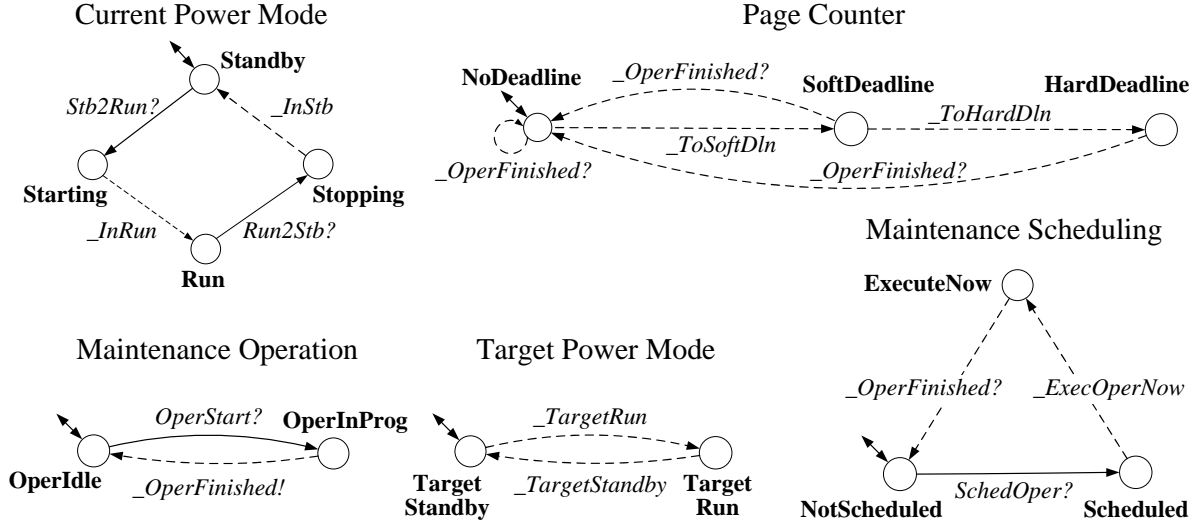 Current Power Mode
Standby
Stb2Run?
_InStb
Starting
Stopping
_InRun
Run2Stb?
Run
Page Counter
NoDeadline
_OperFinished?
SoftDeadline
HardDeadline
_ToHardDln
_ToSoftDln
_OperFinished?
_OperFinished?
Maintenance Scheduling
ExecuteNow
_OperFinished?
_ExecOperNow
NotScheduled
SchedOper?
Scheduled
Maintenance Operation
OperStart?
OperInProg
OperIdle
_OperFinished!
Target Power Mode
_TargetRun
_TargetStandby
Target
Standby
Target
Run